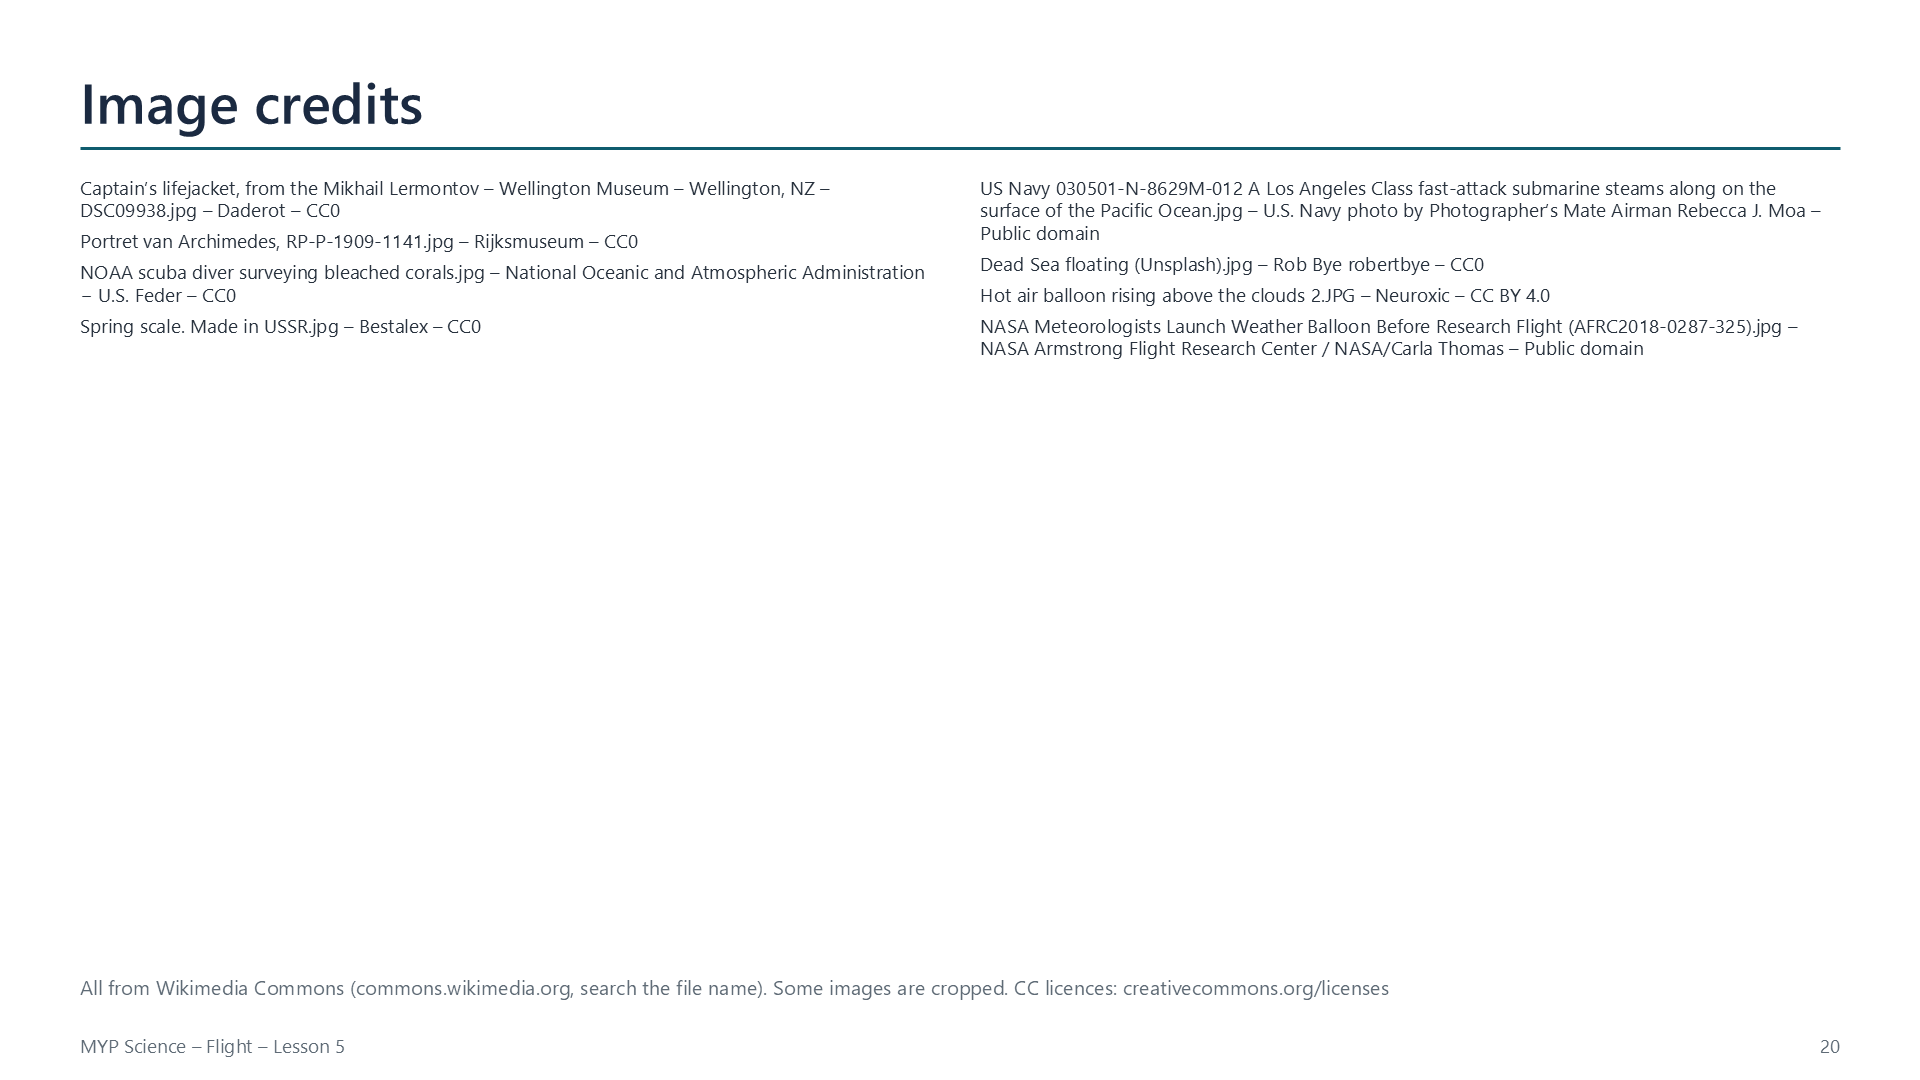 Image credits
Captain’s lifejacket, from the Mikhail Lermontov – Wellington Museum – Wellington, NZ –
DSC09938.jpg – Daderot – CC0
Portret van Archimedes, RP-P-1909-1141.jpg – Rijksmuseum – CC0
NOAA scuba diver surveying bleached corals.jpg – National Oceanic and Atmospheric Administration
– U.S. Feder – CC0
Spring scale. Made in USSR.jpg – Bestalex – CC0
US Navy 030501-N-8629M-012 A Los Angeles Class fast-attack submarine steams along on the
surface of the Pacific Ocean.jpg – U.S. Navy photo by Photographer’s Mate Airman Rebecca J. Moa –
Public domain
Dead Sea floating (Unsplash).jpg – Rob Bye robertbye – CC0
Hot air balloon rising above the clouds 2.JPG – Neuroxic – CC BY 4.0
NASA Meteorologists Launch Weather Balloon Before Research Flight (AFRC2018-0287-325).jpg –
NASA Armstrong Flight Research Center / NASA/Carla Thomas – Public domain
All from Wikimedia Commons (commons.wikimedia.org, search the file name). Some images are cropped. CC licences: creativecommons.org/licenses
MYP Science – Flight – Lesson 5
20